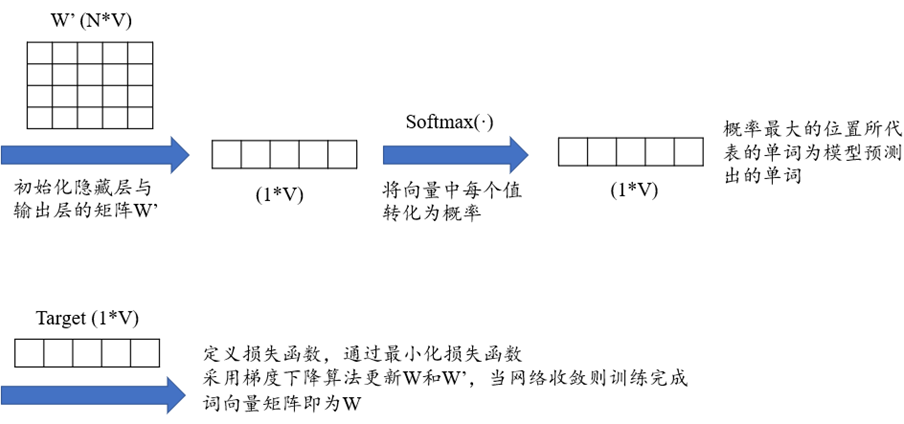 W’ (N*V)
初始化隐藏层与
输出层的矩阵W’
(1*V)
Softmax(·)
将向量中每个值
转化为概率
(1*V)
概率最大的位置所代
表的单词为模型预测
出的单词
Target (1*V)
定义损失函数，通过最小化损失函数
采用梯度下降算法更新W和W’，当网络收敛则训练完成
词向量矩阵即为W